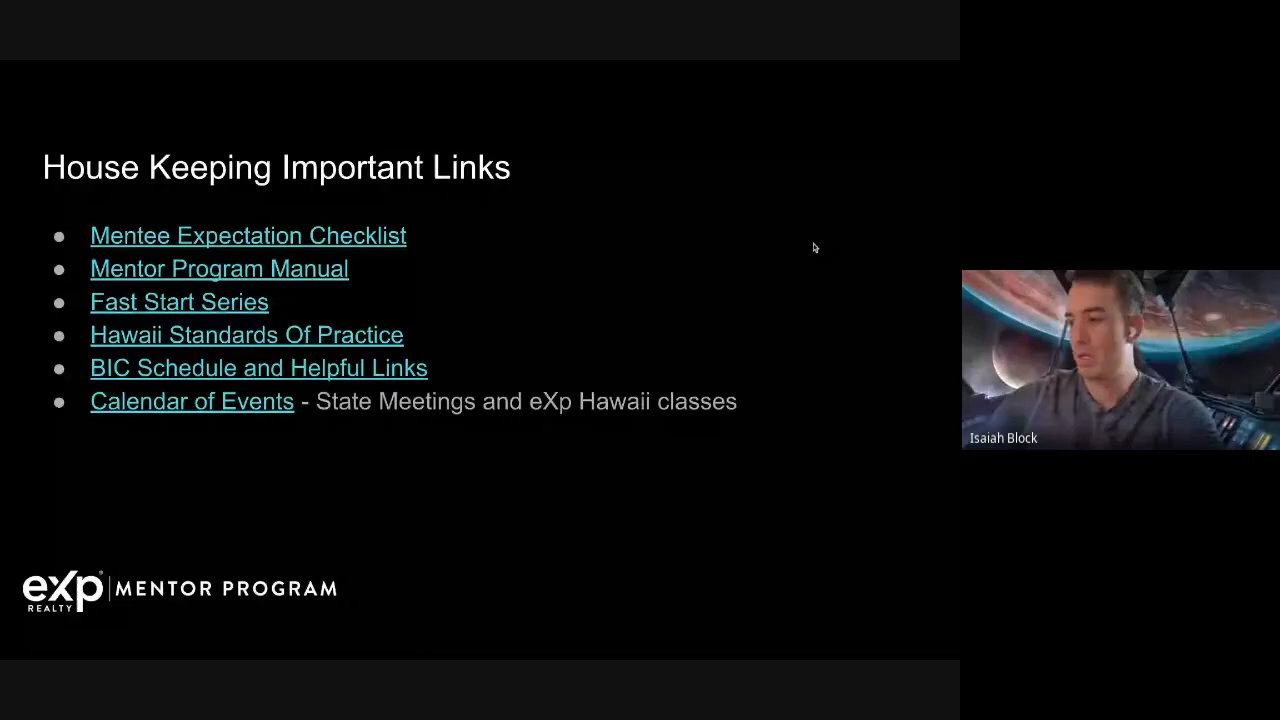 House Keeping Important Links
● Mentee Expectation Checklist
● Mentor Program Manual
● Fast Start Series
● Hawaii Standards Of Practice
● BIC Schedule and Helpful Links
● Calendar of Events - State Meetings and eXp Hawaii classes
Isaiah Block
eXp® REALTY | MENTOR PROGRAM